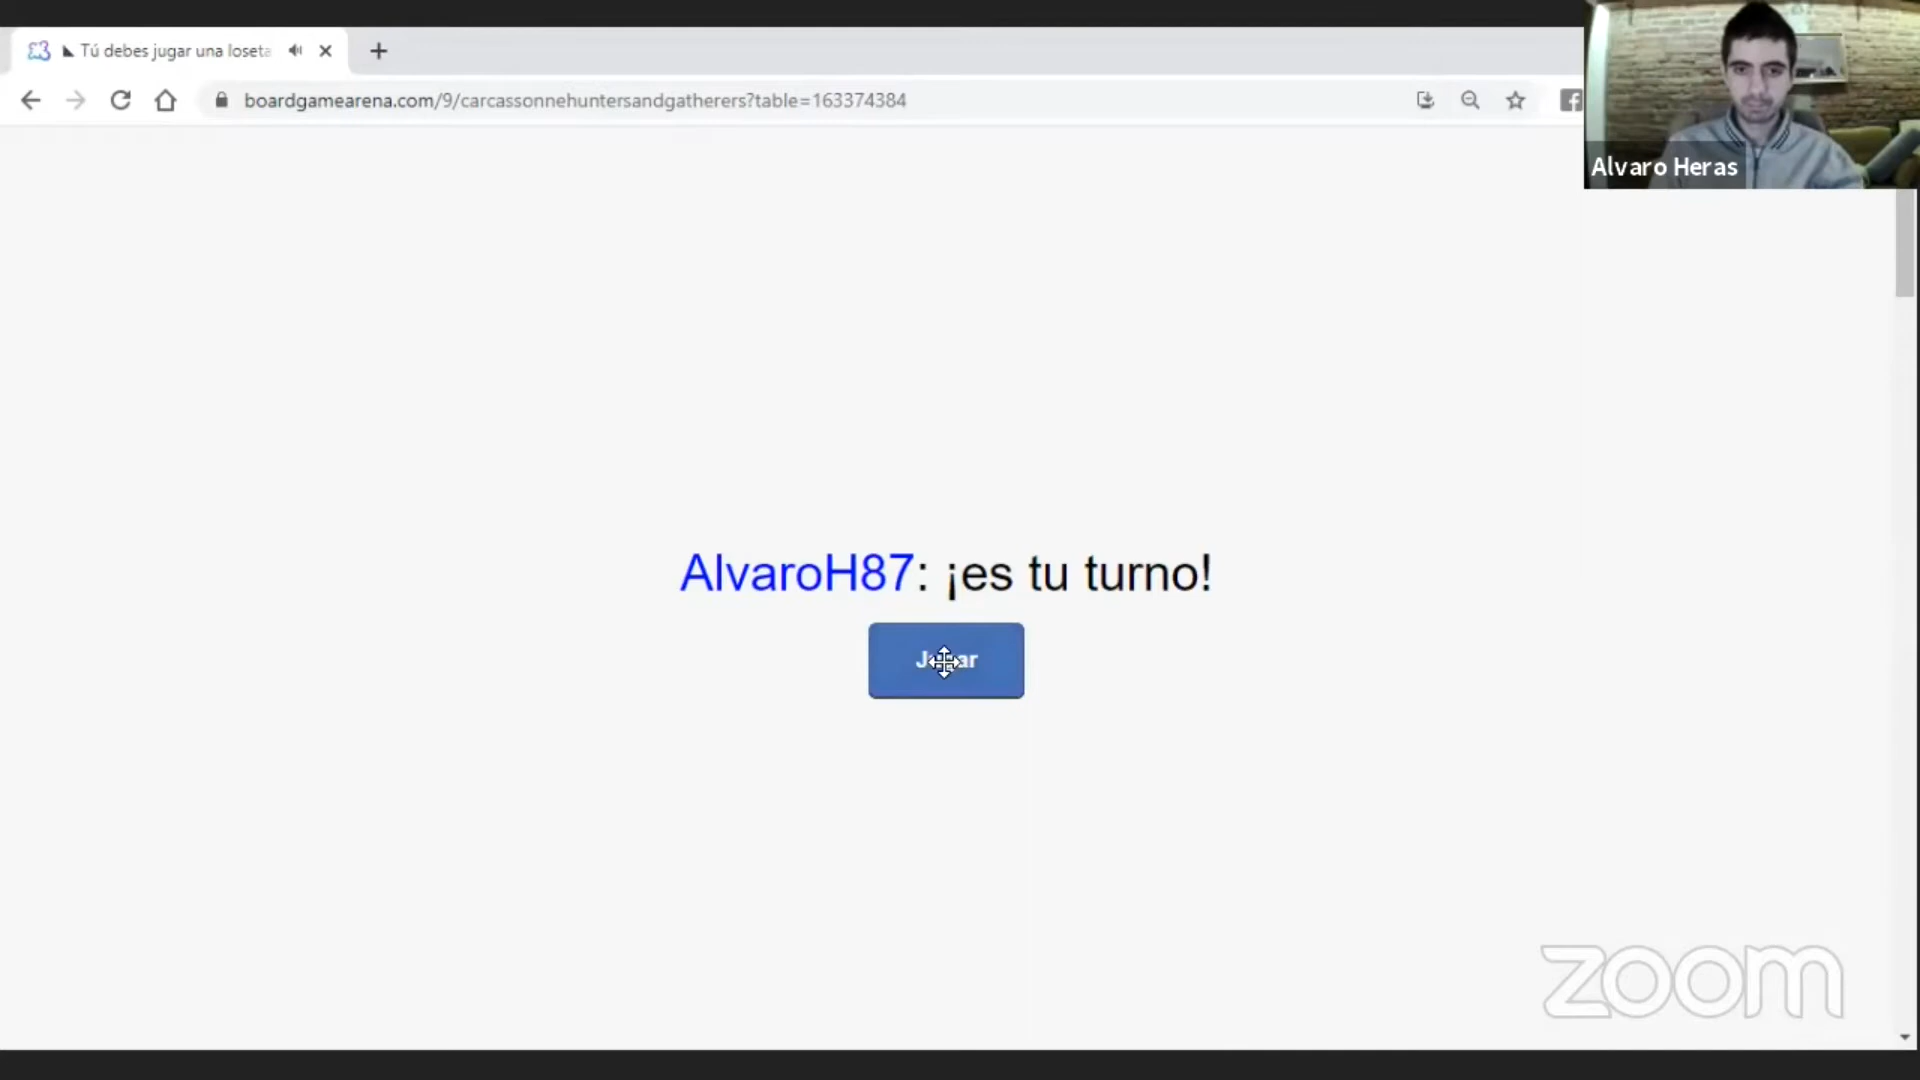 Tú debes jugar una loseta
boardgamearena.com/9/carcassonnehuntersandgatherers?table=163374384
Alvaro Heras
AlvaroH87: ¡es tu turno!
zoom